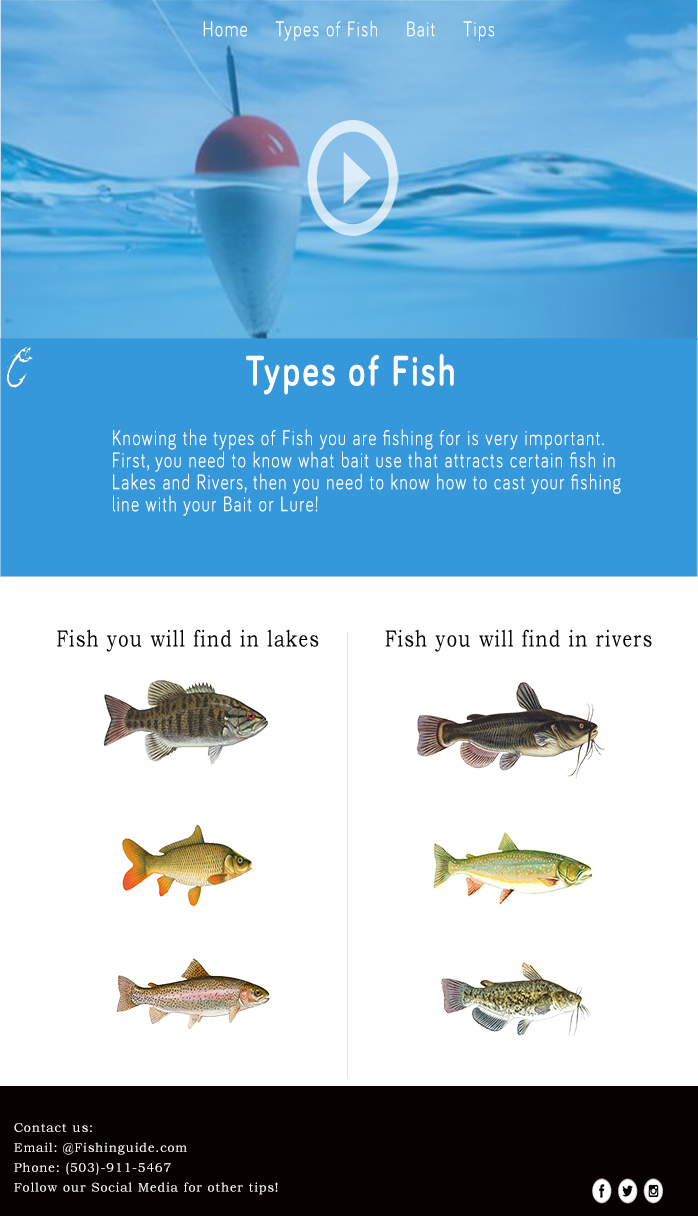 Home Types of Fish Bait Tips
Types of Fish
Knowing the types of Fish you are fishing for is very important.
First, you need to know what bait use that attracts certain fish in
Lakes and Rivers, then you need to know how to cast your fishing
line with your Bait or Lure!
Fish you will find in lakes
Fish you will find in rivers
Contact us:
Email: @Fishinguide.com
Phone: (503)-911-5467
Follow our Social Media for other tips!